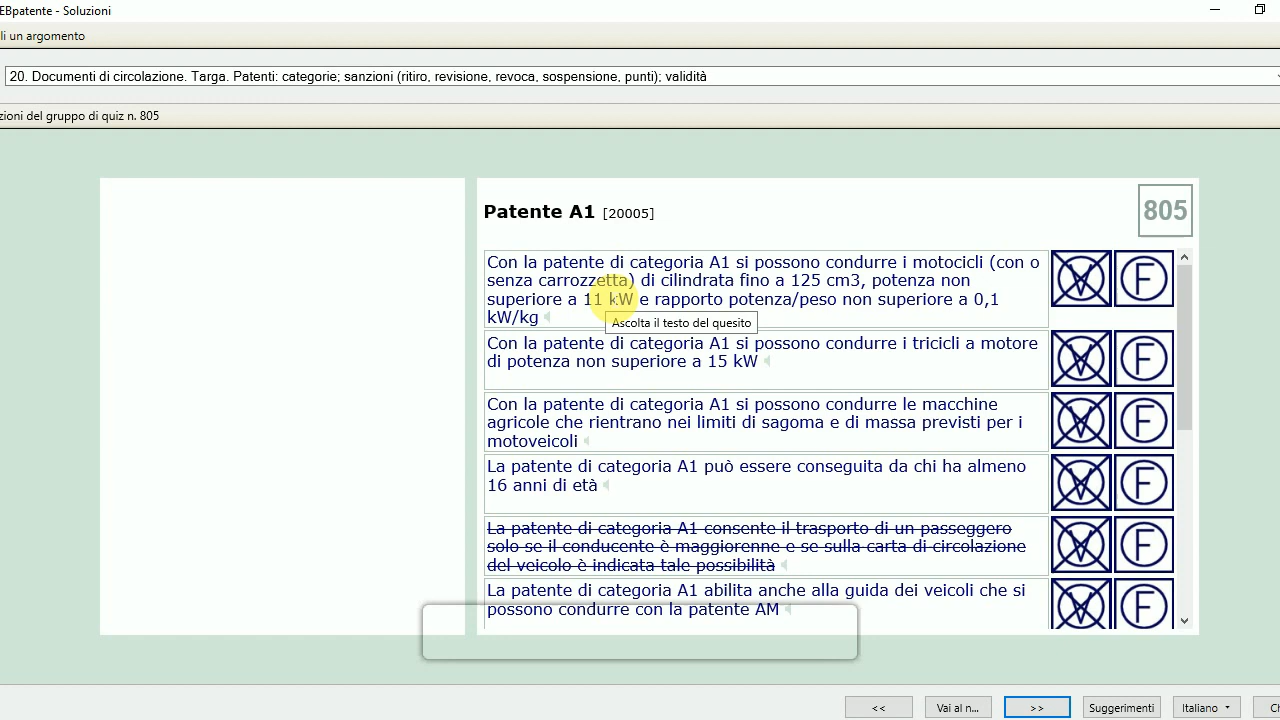 EBpatente - Soluzioni
li un argomento
20. Documenti di circolazione. Targa. Patenti: categorie; sanzioni (ritiro, revisione, revoca, sospensione, punti); validità
zioni del gruppo di quiz n. 805
Patente A1 [20005]
805
Con la patente di categoria A1 si possono condurre i motocicli (con o
senza carrozzetta) di cilindrata fino a 125 cm3, potenza non
superiore a 11 kW e rapporto potenza/peso non superiore a 0,1
kW/kg
V F
Ascolta il testo del quesito
Con la patente di categoria A1 si possono condurre i tricicli a motore
di potenza non superiore a 15 kW
V F
Con la patente di categoria A1 si possono condurre le macchine
agricole che rientrano nei limiti di sagoma e di massa previsti per i
motoveicoli
V F
La patente di categoria A1 può essere conseguita da chi ha almeno
16 anni di età
V F
La patente di categoria A1 consente il trasporto di un passeggero
solo se il conducente è maggiorenne e se sulla carta di circolazione
del veicolo è indicata tale possibilità
V F
La patente di categoria A1 abilita anche alla guida dei veicoli che si
possono condurre con la patente AM
V F
<< Vai al n... >> Suggerimenti Italiano